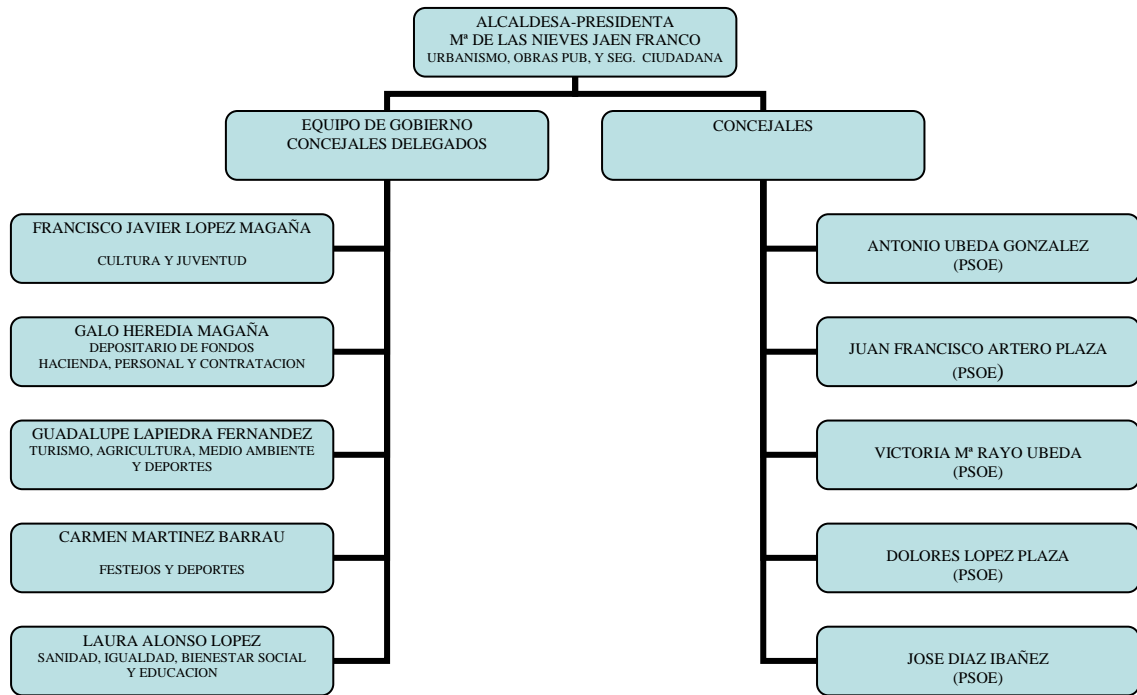 ALCALDESA-PRESIDENTA
Mª DE LAS NIEVES JAEN FRANCO
URBANISMO, OBRAS PUB, Y SEG. CIUDADANA
EQUIPO DE GOBIERNO
CONCEJALES DELEGADOS
CONCEJALES
FRANCISCO JAVIER LOPEZ MAGAÑA
CULTURA Y JUVENTUD
GALO HEREDIA MAGAÑA
DEPOSITARIO DE FONDOS
HACIENDA, PERSONAL Y CONTRATACION
GUADALUPE LAPIEDRA FERNANDEZ
TURISMO, AGRICULTURA, MEDIO AMBIENTE
Y DEPORTES
CARMEN MARTINEZ BARRAU
FESTEJOS Y DEPORTES
LAURA ALONSO LOPEZ
SANIDAD, IGUALDAD, BIENESTAR SOCIAL
Y EDUCACION
ANTONIO UBEDA GONZALEZ
(PSOE)
JUAN FRANCISCO ARTERO PLAZA
(PSOE)
VICTORIA Mª RAYO UBEDA
(PSOE)
DOLORES LOPEZ PLAZA
(PSOE)
JOSE DIAZ IBAÑEZ
(PSOE)